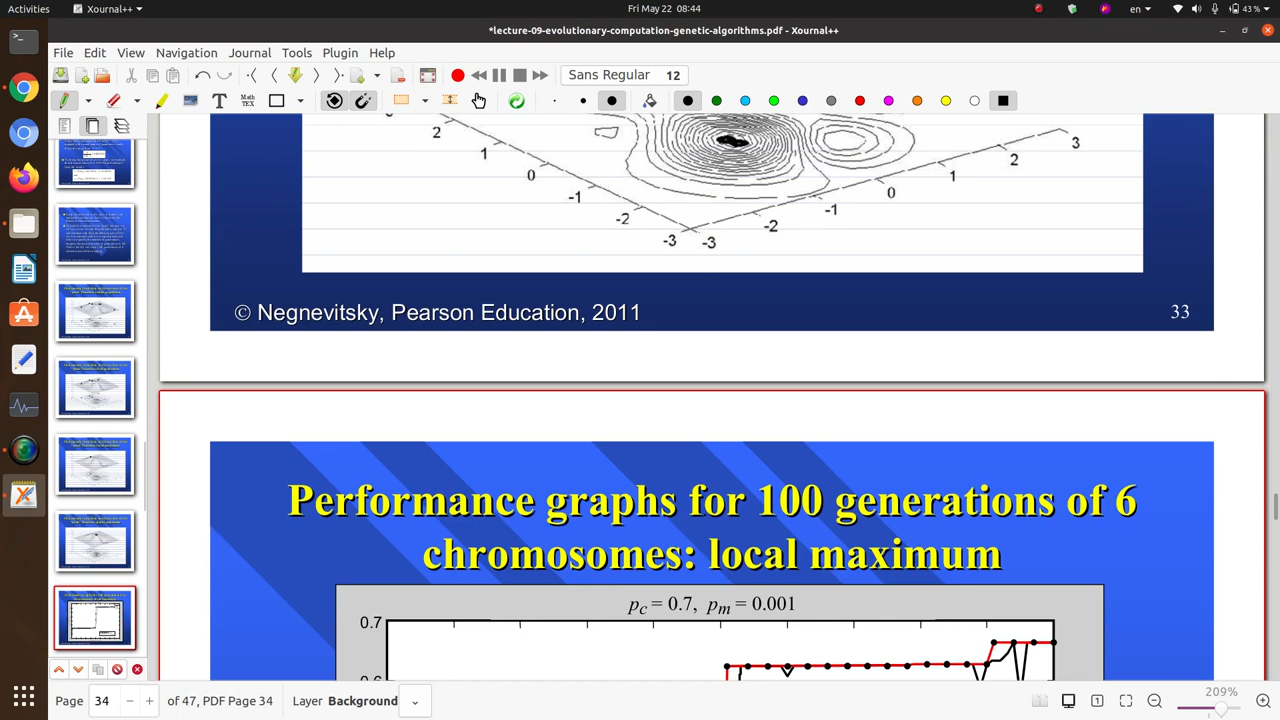 Activities
Xournal++
Fri May 22 08:44
en
43 %
*lecture-09-evolutionary-computation-genetic-algorithms.pdf - Xournal++
File Edit View Navigation Journal Tools Plugin Help
Sans Regular 12
T
Math
TEX
2
1
0
-1
-2
-3
-3
-2
-1
0
1
2
3
© Negnevitsky, Pearson Education, 2011
33
Performance graphs for 100 generations of 6
chromosomes: local maximum
pc = 0.7, pm = 0.001
0.7
Page 34 of 47, PDF Page 34 Layer Background
209%